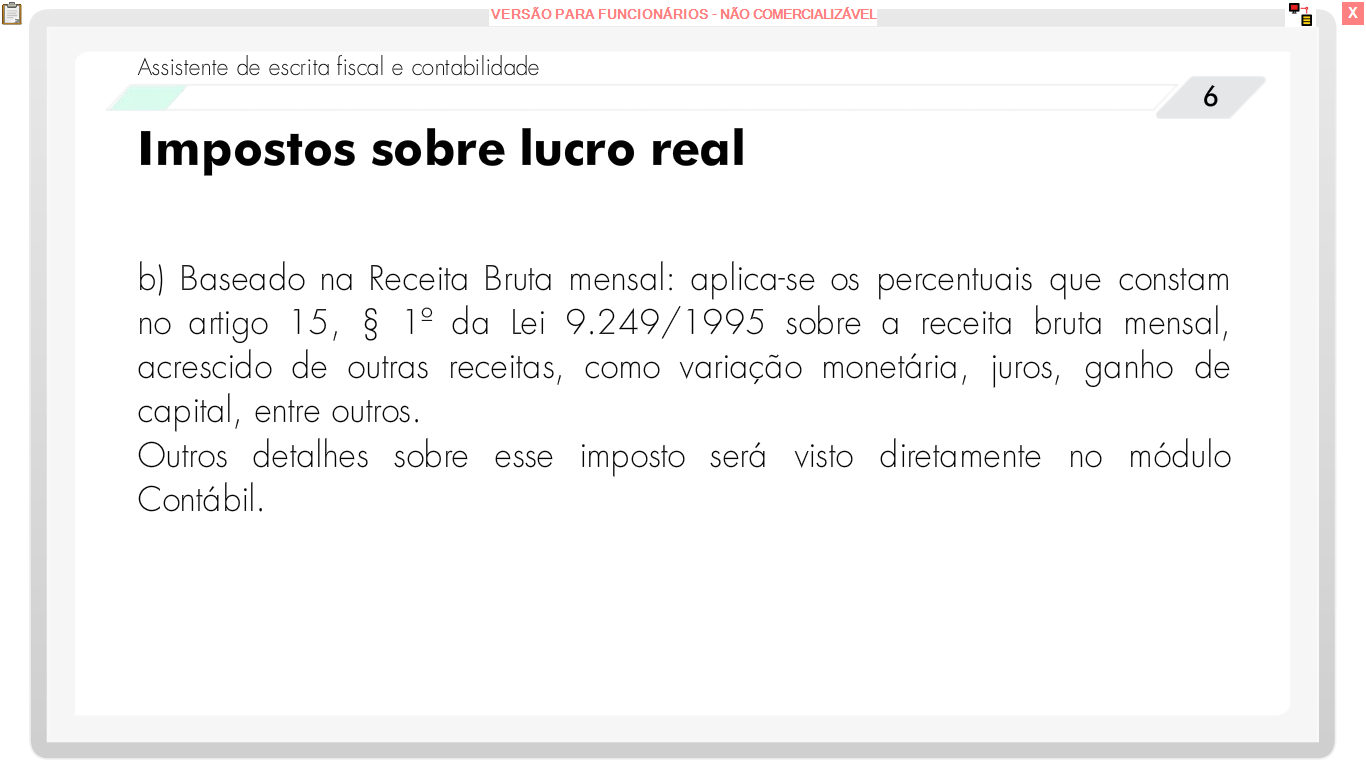 VERSÃO PARA FUNCIONÁRIOS - NÃO COMERCIALIZÁVEL
X
Assistente de escrita fiscal e contabilidade
6
Impostos sobre lucro real
b) Baseado na Receita Bruta mensal: aplica-se os percentuais que constam
no artigo 15, § 1º da Lei 9.249/1995 sobre a receita bruta mensal,
acrescido de outras receitas, como variação monetária, juros, ganho de
capital, entre outros.
Outros detalhes sobre esse imposto será visto diretamente no módulo
Contábil.